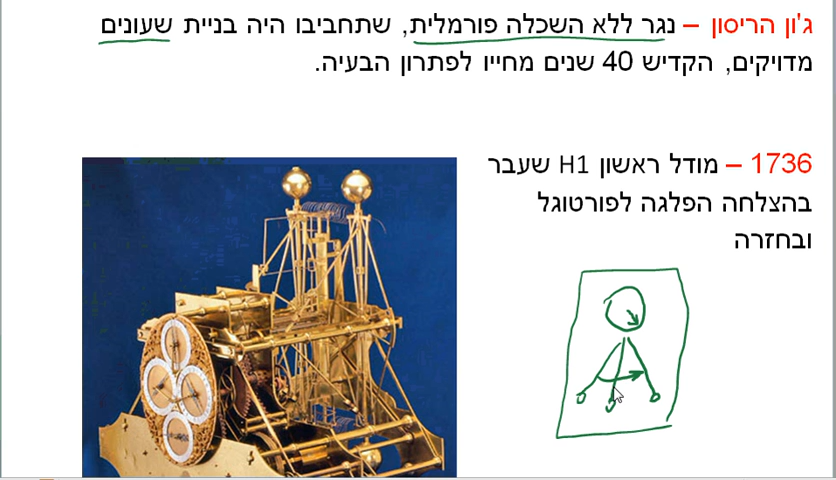 ג'ון הריסון – נגר ללא השכלה פורמלית, שתחביבו היה בניית שעונים
מדויקים, הקדיש 40 שנים מחייו לפתרון הבעיה.
1736 – מודל ראשון H1 שעבר
בהצלחה הפלגה לפורטוגל
ובחזרה